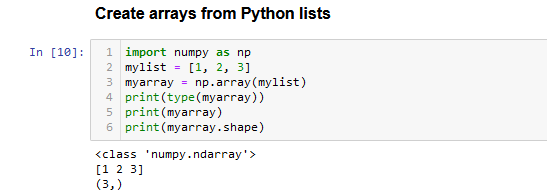 Create arrays from Python lists
In [10]:
1 import numpy as np
2 mylist = [1, 2, 3]
3 myarray = np.array(mylist)
4 print(type(myarray))
5 print(myarray)
6 print(myarray.shape)
<class 'numpy.ndarray'>
[1 2 3]
(3,)